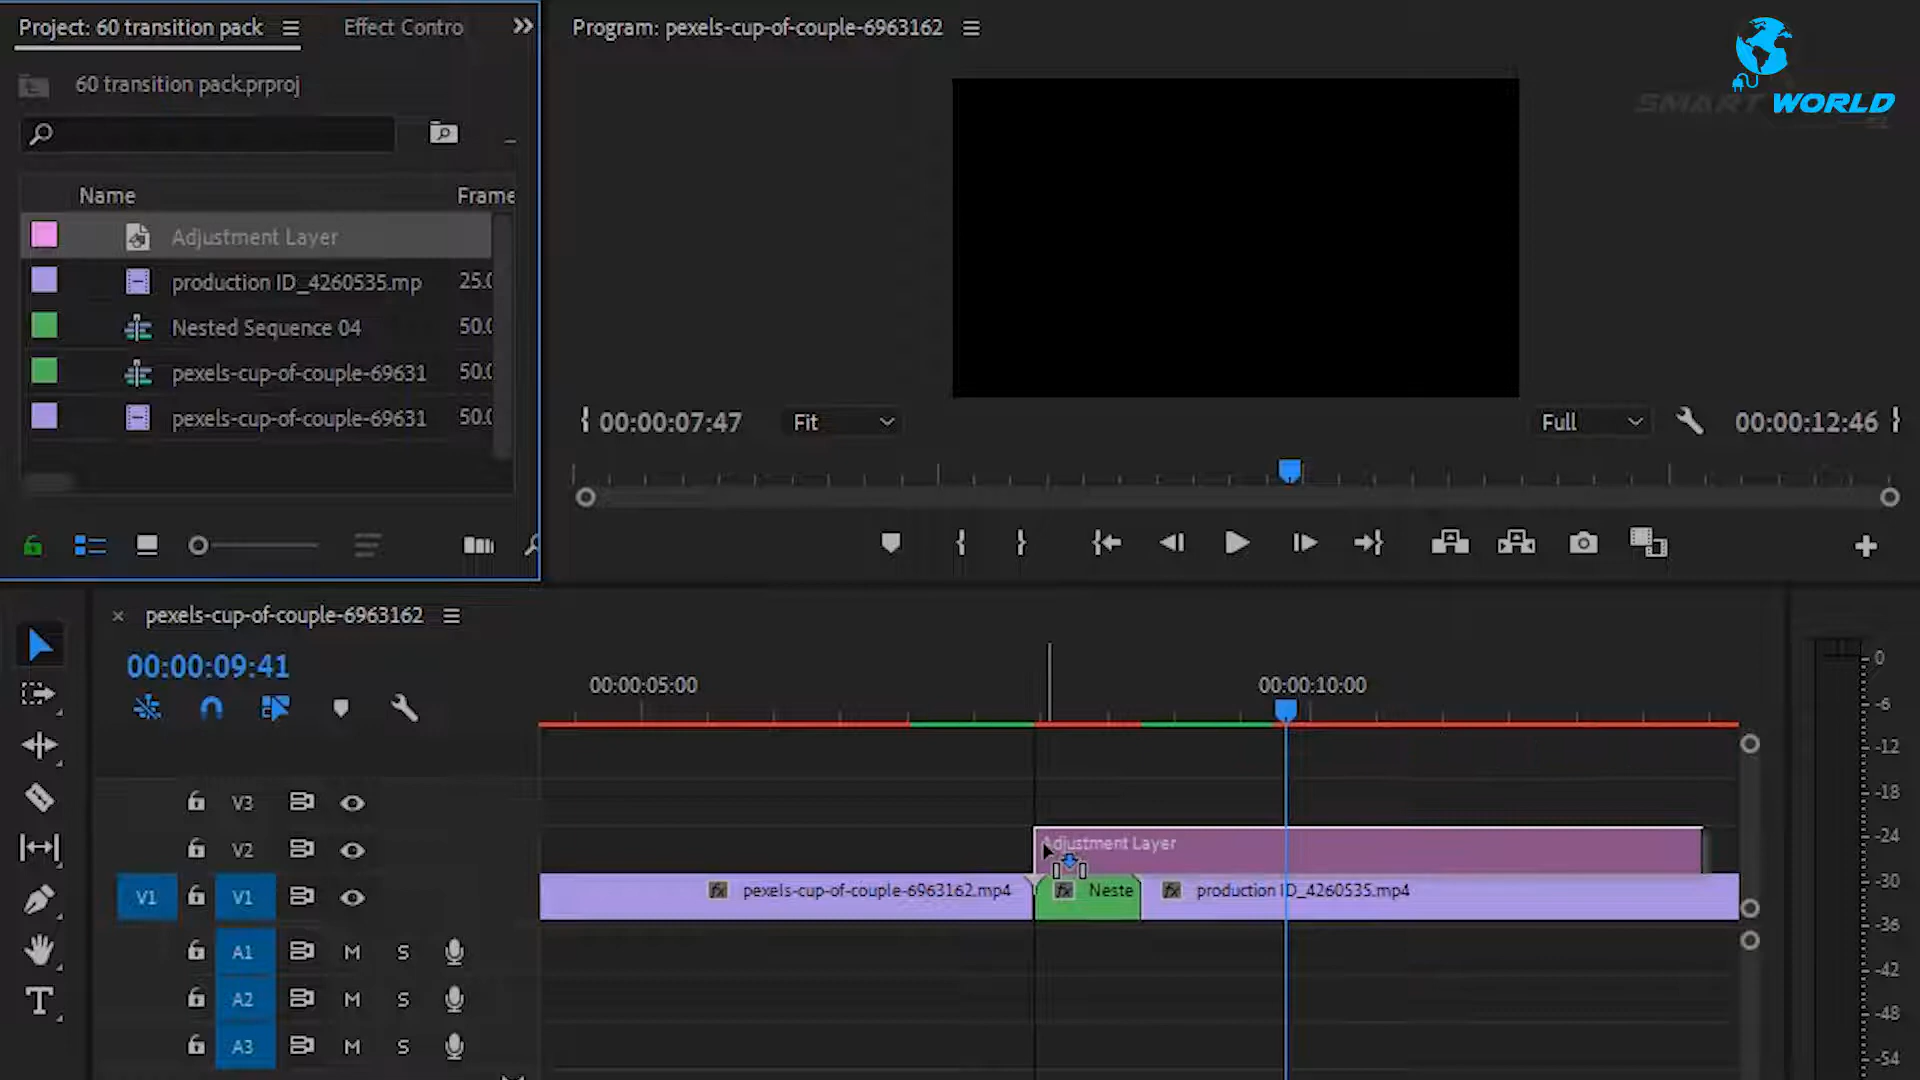 Project: 60 transition pack
Effect Contro
Program: pexels-cup-of-couple-6963162
60 transition pack.prproj
SMART WORLD
Name
Frame
Adjustment Layer
production ID_4260535.mp
25.0
Nested Sequence 04
50.0
pexels-cup-of-couple-69631
50.0
pexels-cup-of-couple-69631
50.0
00:00:07:47
Fit
Full
00:00:12:46
pexels-cup-of-couple-6963162
00:00:09:41
00:00:05:00
00:00:10:00
0
-6
-12
-18
-24
-30
-36
-42
-48
-54
V3
V2
Adjustment Layer
V1
V1
fx pexels-cup-of-couple-6963162.mp4
fx Neste
fx production ID_4260535.mp4
A1
M
S
A2
M
S
A3
M
S